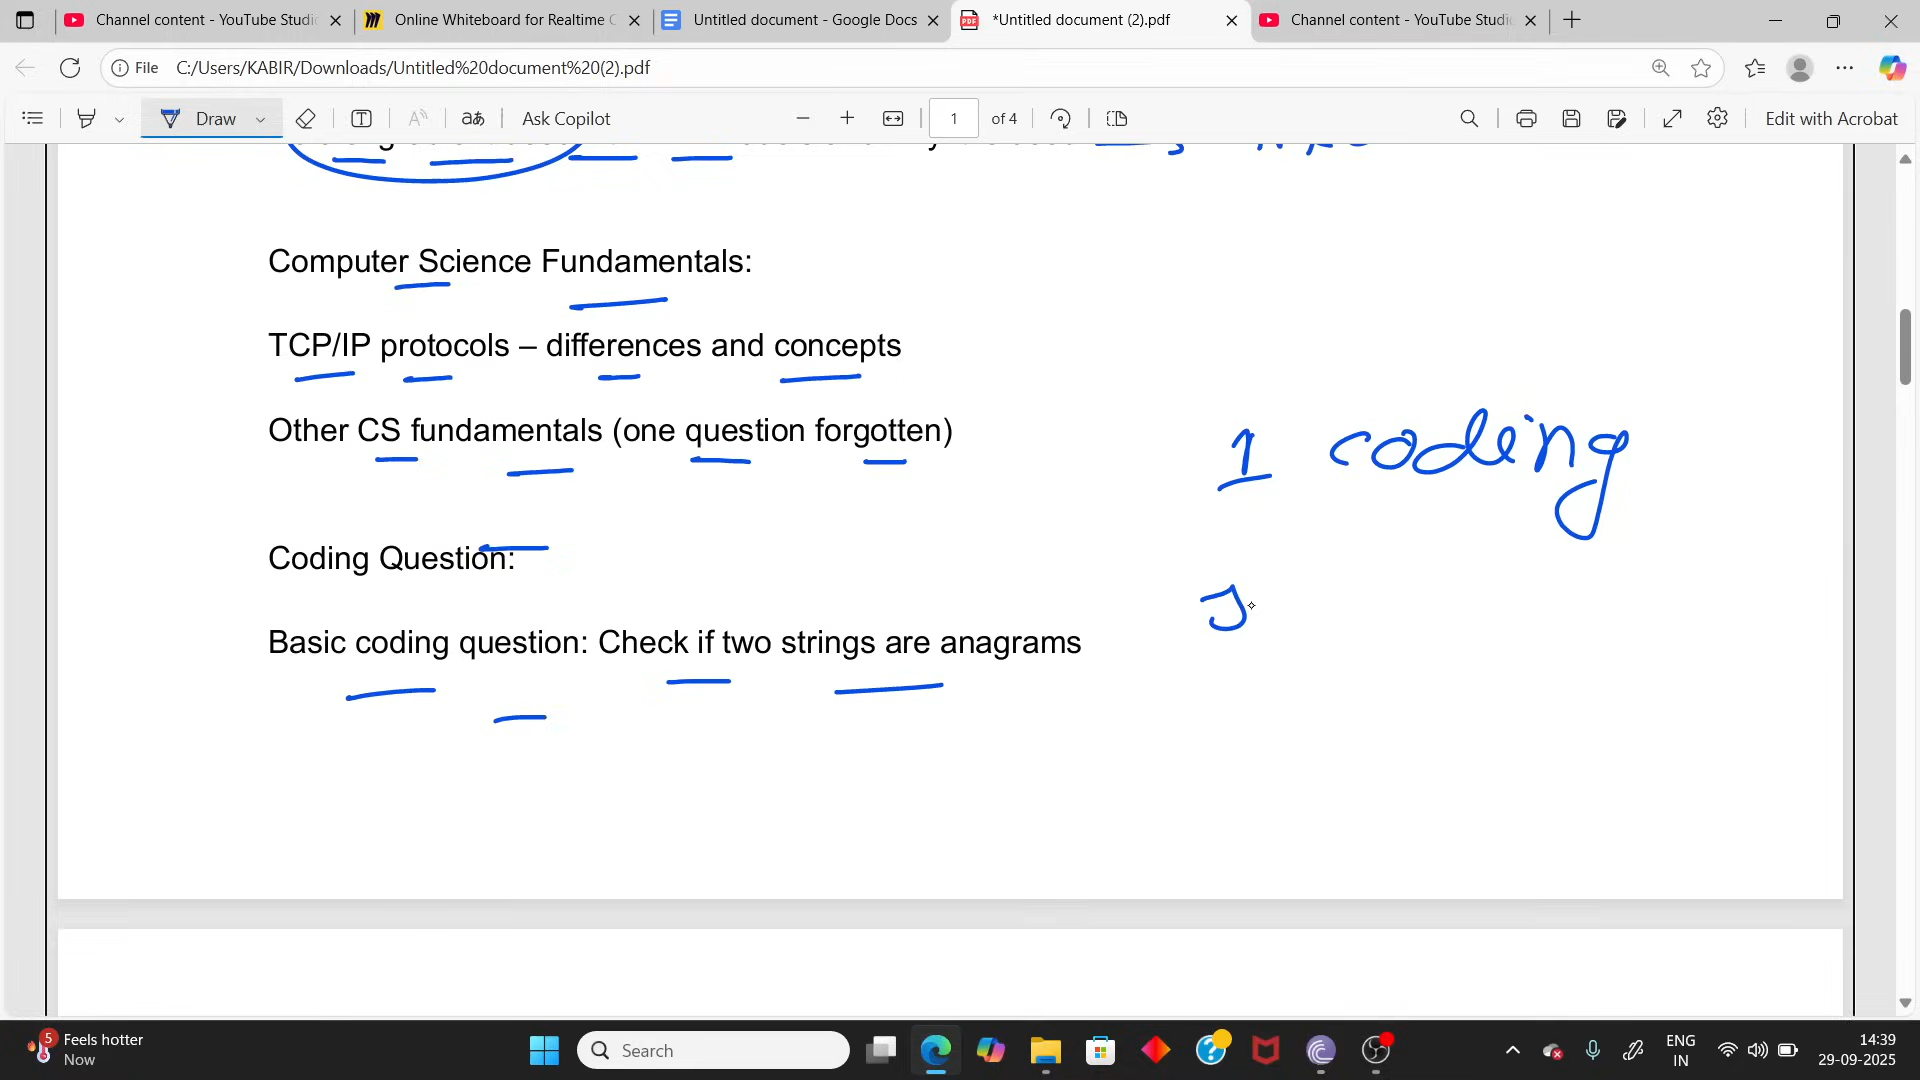 Channel content - YouTube Studi
Online Whiteboard for Realtime C
Untitled document - Google Docs
*Untitled document (2).pdf
Channel content - YouTube Studi
File C:/Users/KABIR/Downloads/Untitled%20document%20(2).pdf
Draw
Ask Copilot
1 of 4
Edit with Acrobat
Computer Science Fundamentals:
TCP/IP protocols – differences and concepts
Other CS fundamentals (one question forgotten)
1 coding
Coding Question:
Basic coding question: Check if two strings are anagrams
5
Feels hotter
Now
Search
ENG
IN
14:39
29-09-2025